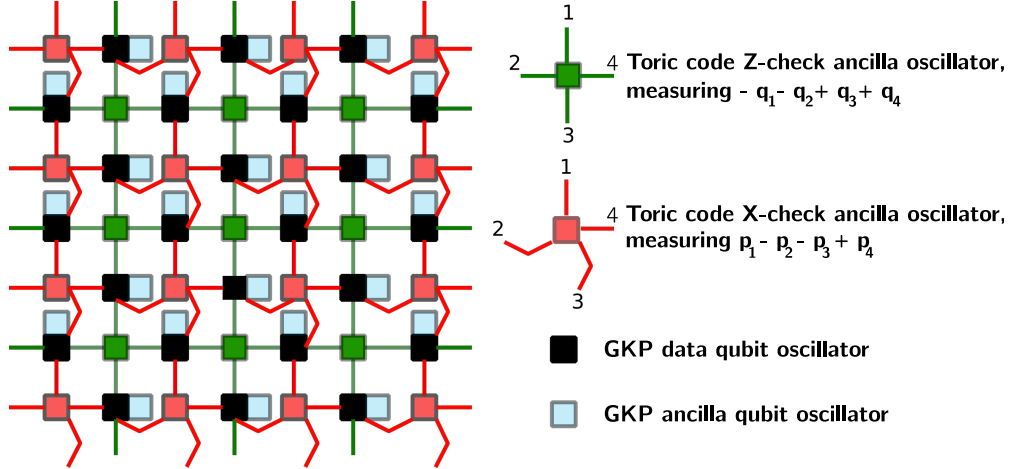 1
2
4
Toric code Z-check ancilla oscillator,
measuring - q₁- q₂+ q₃+ q₄
3
1
2
4
Toric code X-check ancilla oscillator,
measuring p₁- p₂- p₃+ p₄
3
GKP data qubit oscillator
GKP ancilla qubit oscillator